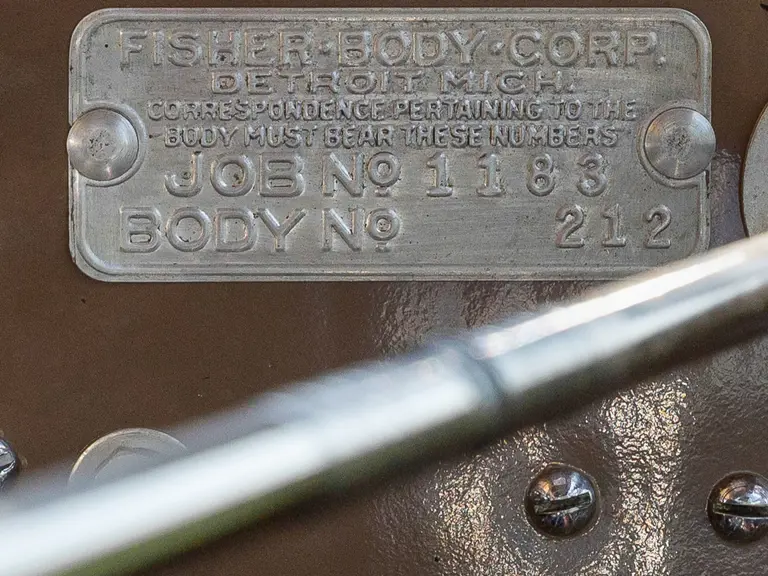 FISHER·BODY·CORP.
DETROIT MICH.
CORRESPONDENCE PERTAINING TO THE
BODY MUST BEAR THESE NUMBERS
JOB Nº 1183
BODY Nº 212